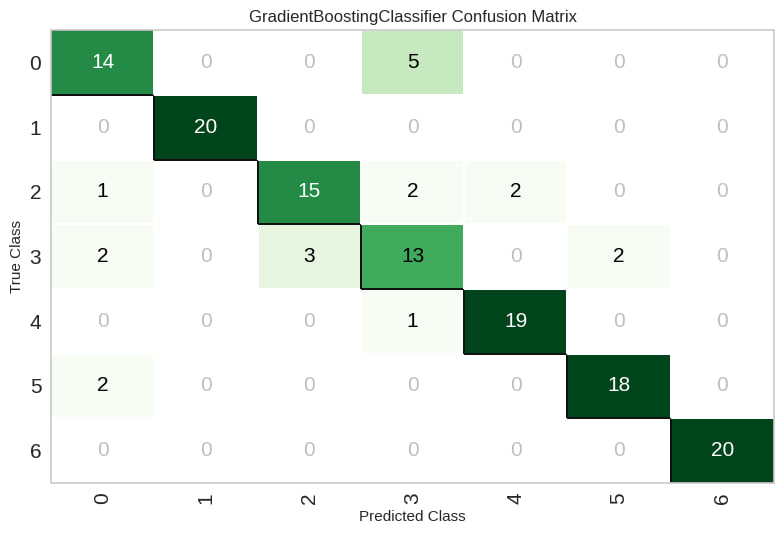 GradientBoostingClassifier Confusion Matrix
True Class
0 14 0 0 5 0 0 0
1 0 20 0 0 0 0 0
2 1 0 15 2 2 0 0
3 2 0 3 13 0 2 0
4 0 0 0 1 19 0 0
5 2 0 0 0 0 18 0
6 0 0 0 0 0 0 20
0 1 2 3 4 5 6
Predicted Class